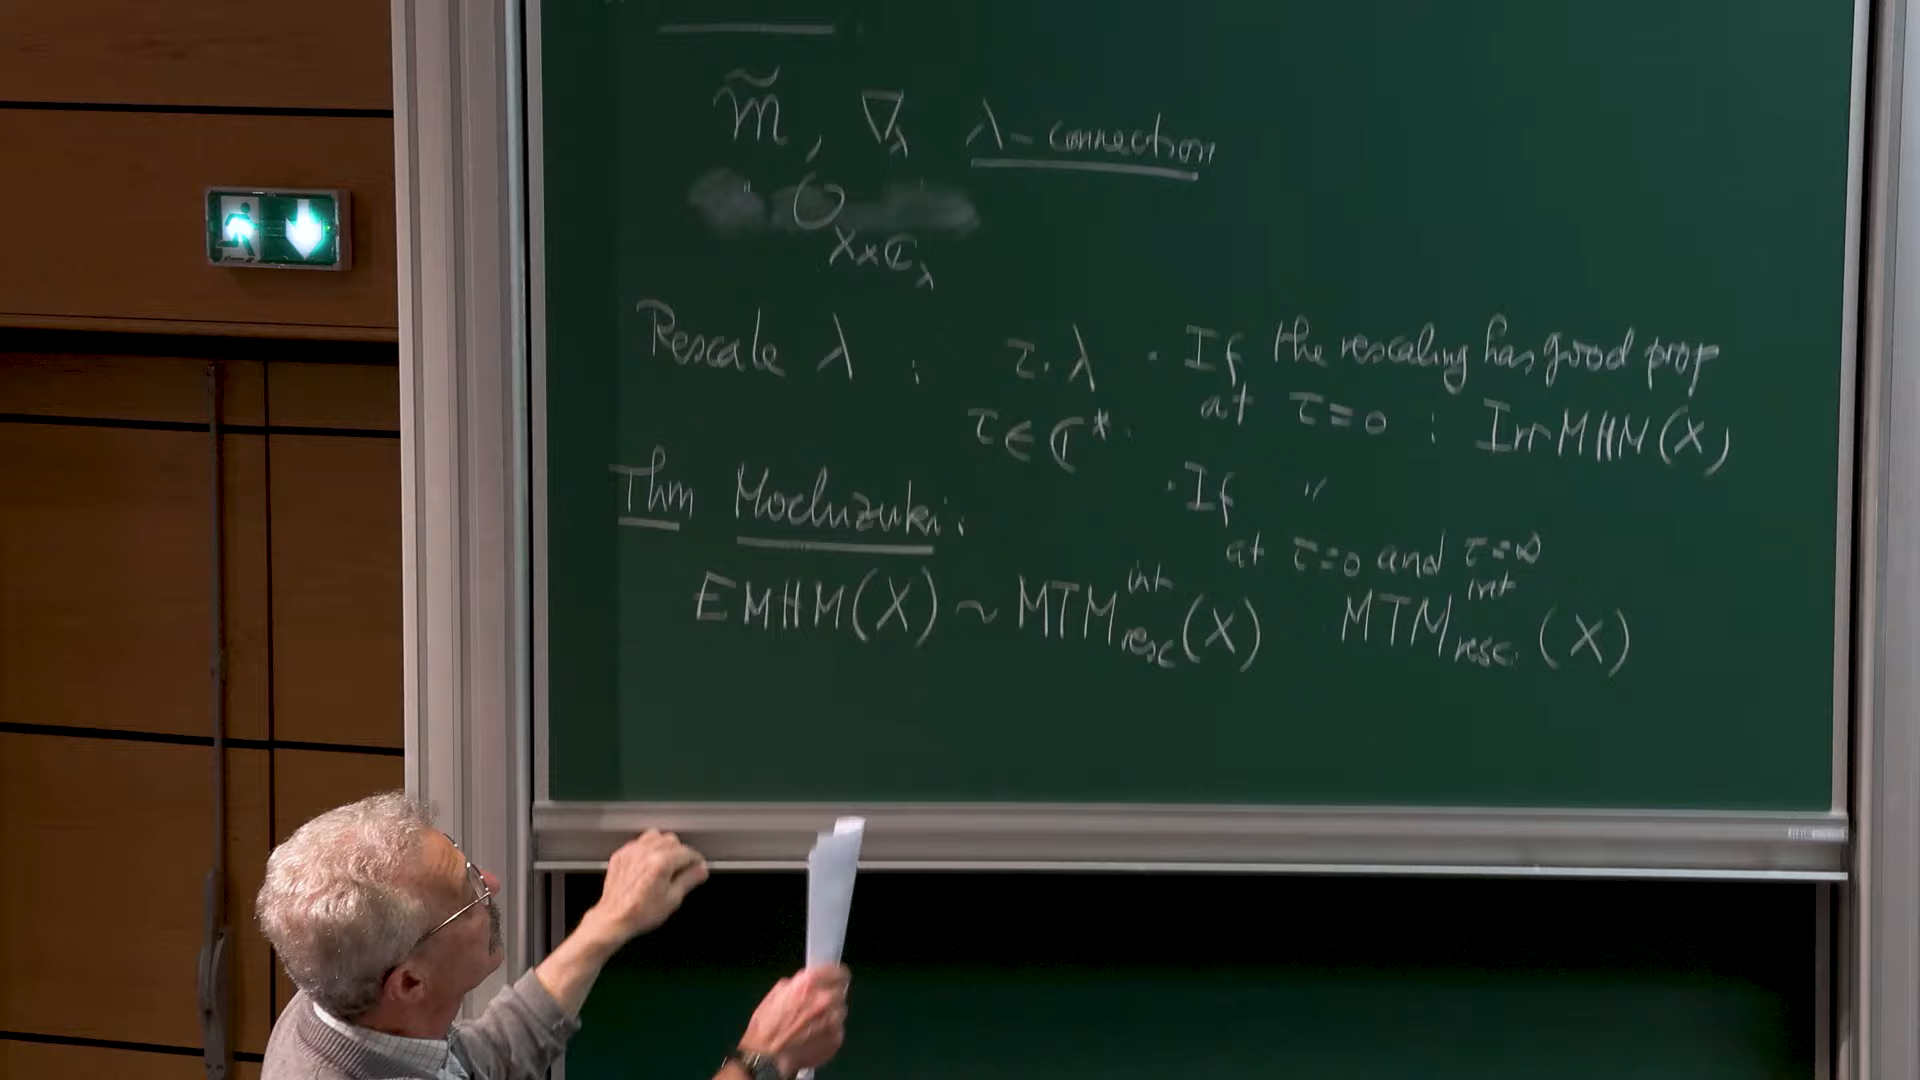 m̃, ∇_λ λ-connection
O_{X×ℂ_λ}
Rescale λ : τ·λ · If the rescaling has good prop
τ∈ℂ*. at τ=0 : IrrMHM(X)
· If "
at τ=0 and τ=∞
Thm Mochizuki:
EMHM(X) ~ MTM^{int}_{resc}(X) MTM^{int}_{resc.}(X)